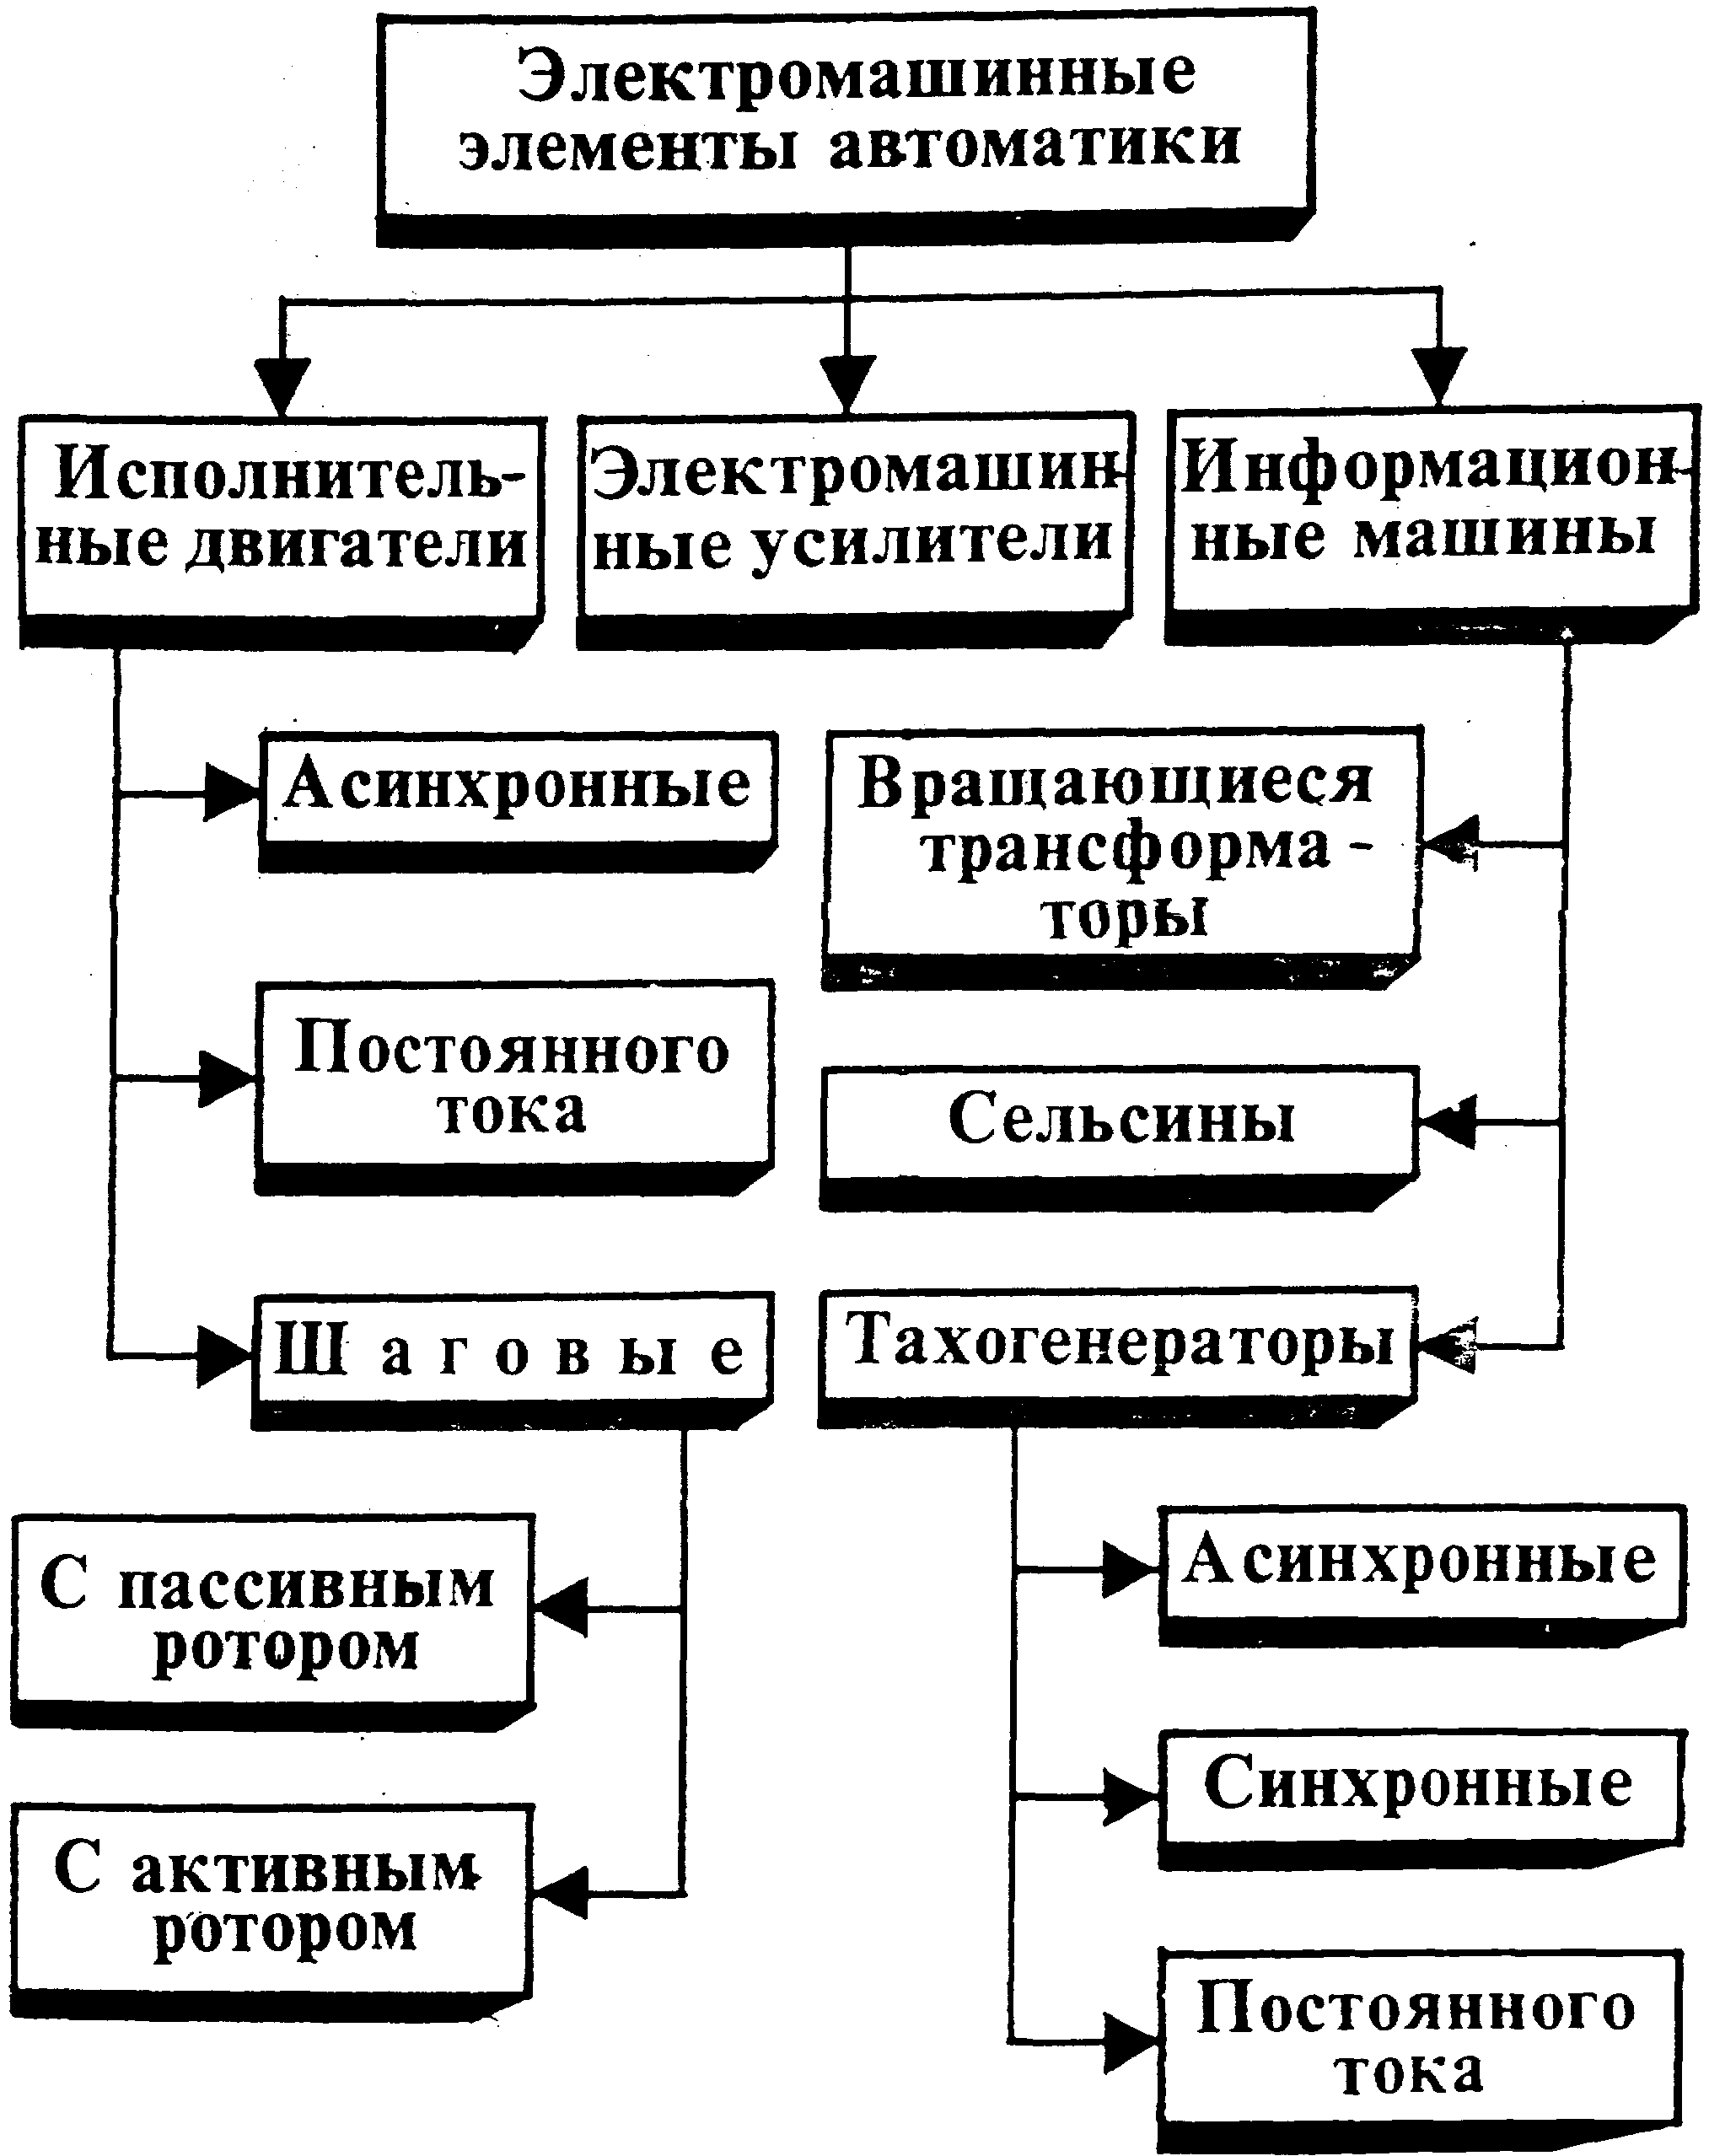 Электромашинные
элементы автоматики
Исполнитель-
ные двигатели
Электромашин-
ные усилители
Информацион-
ные машины
Асинхронные
Постоянного
тока
Шаговые
С пассивным
ротором
С активным
ротором
Вращающиеся
трансформа-
торы
Сельсины
Тахогенераторы
Асинхронные
Синхронные
Постоянного
тока